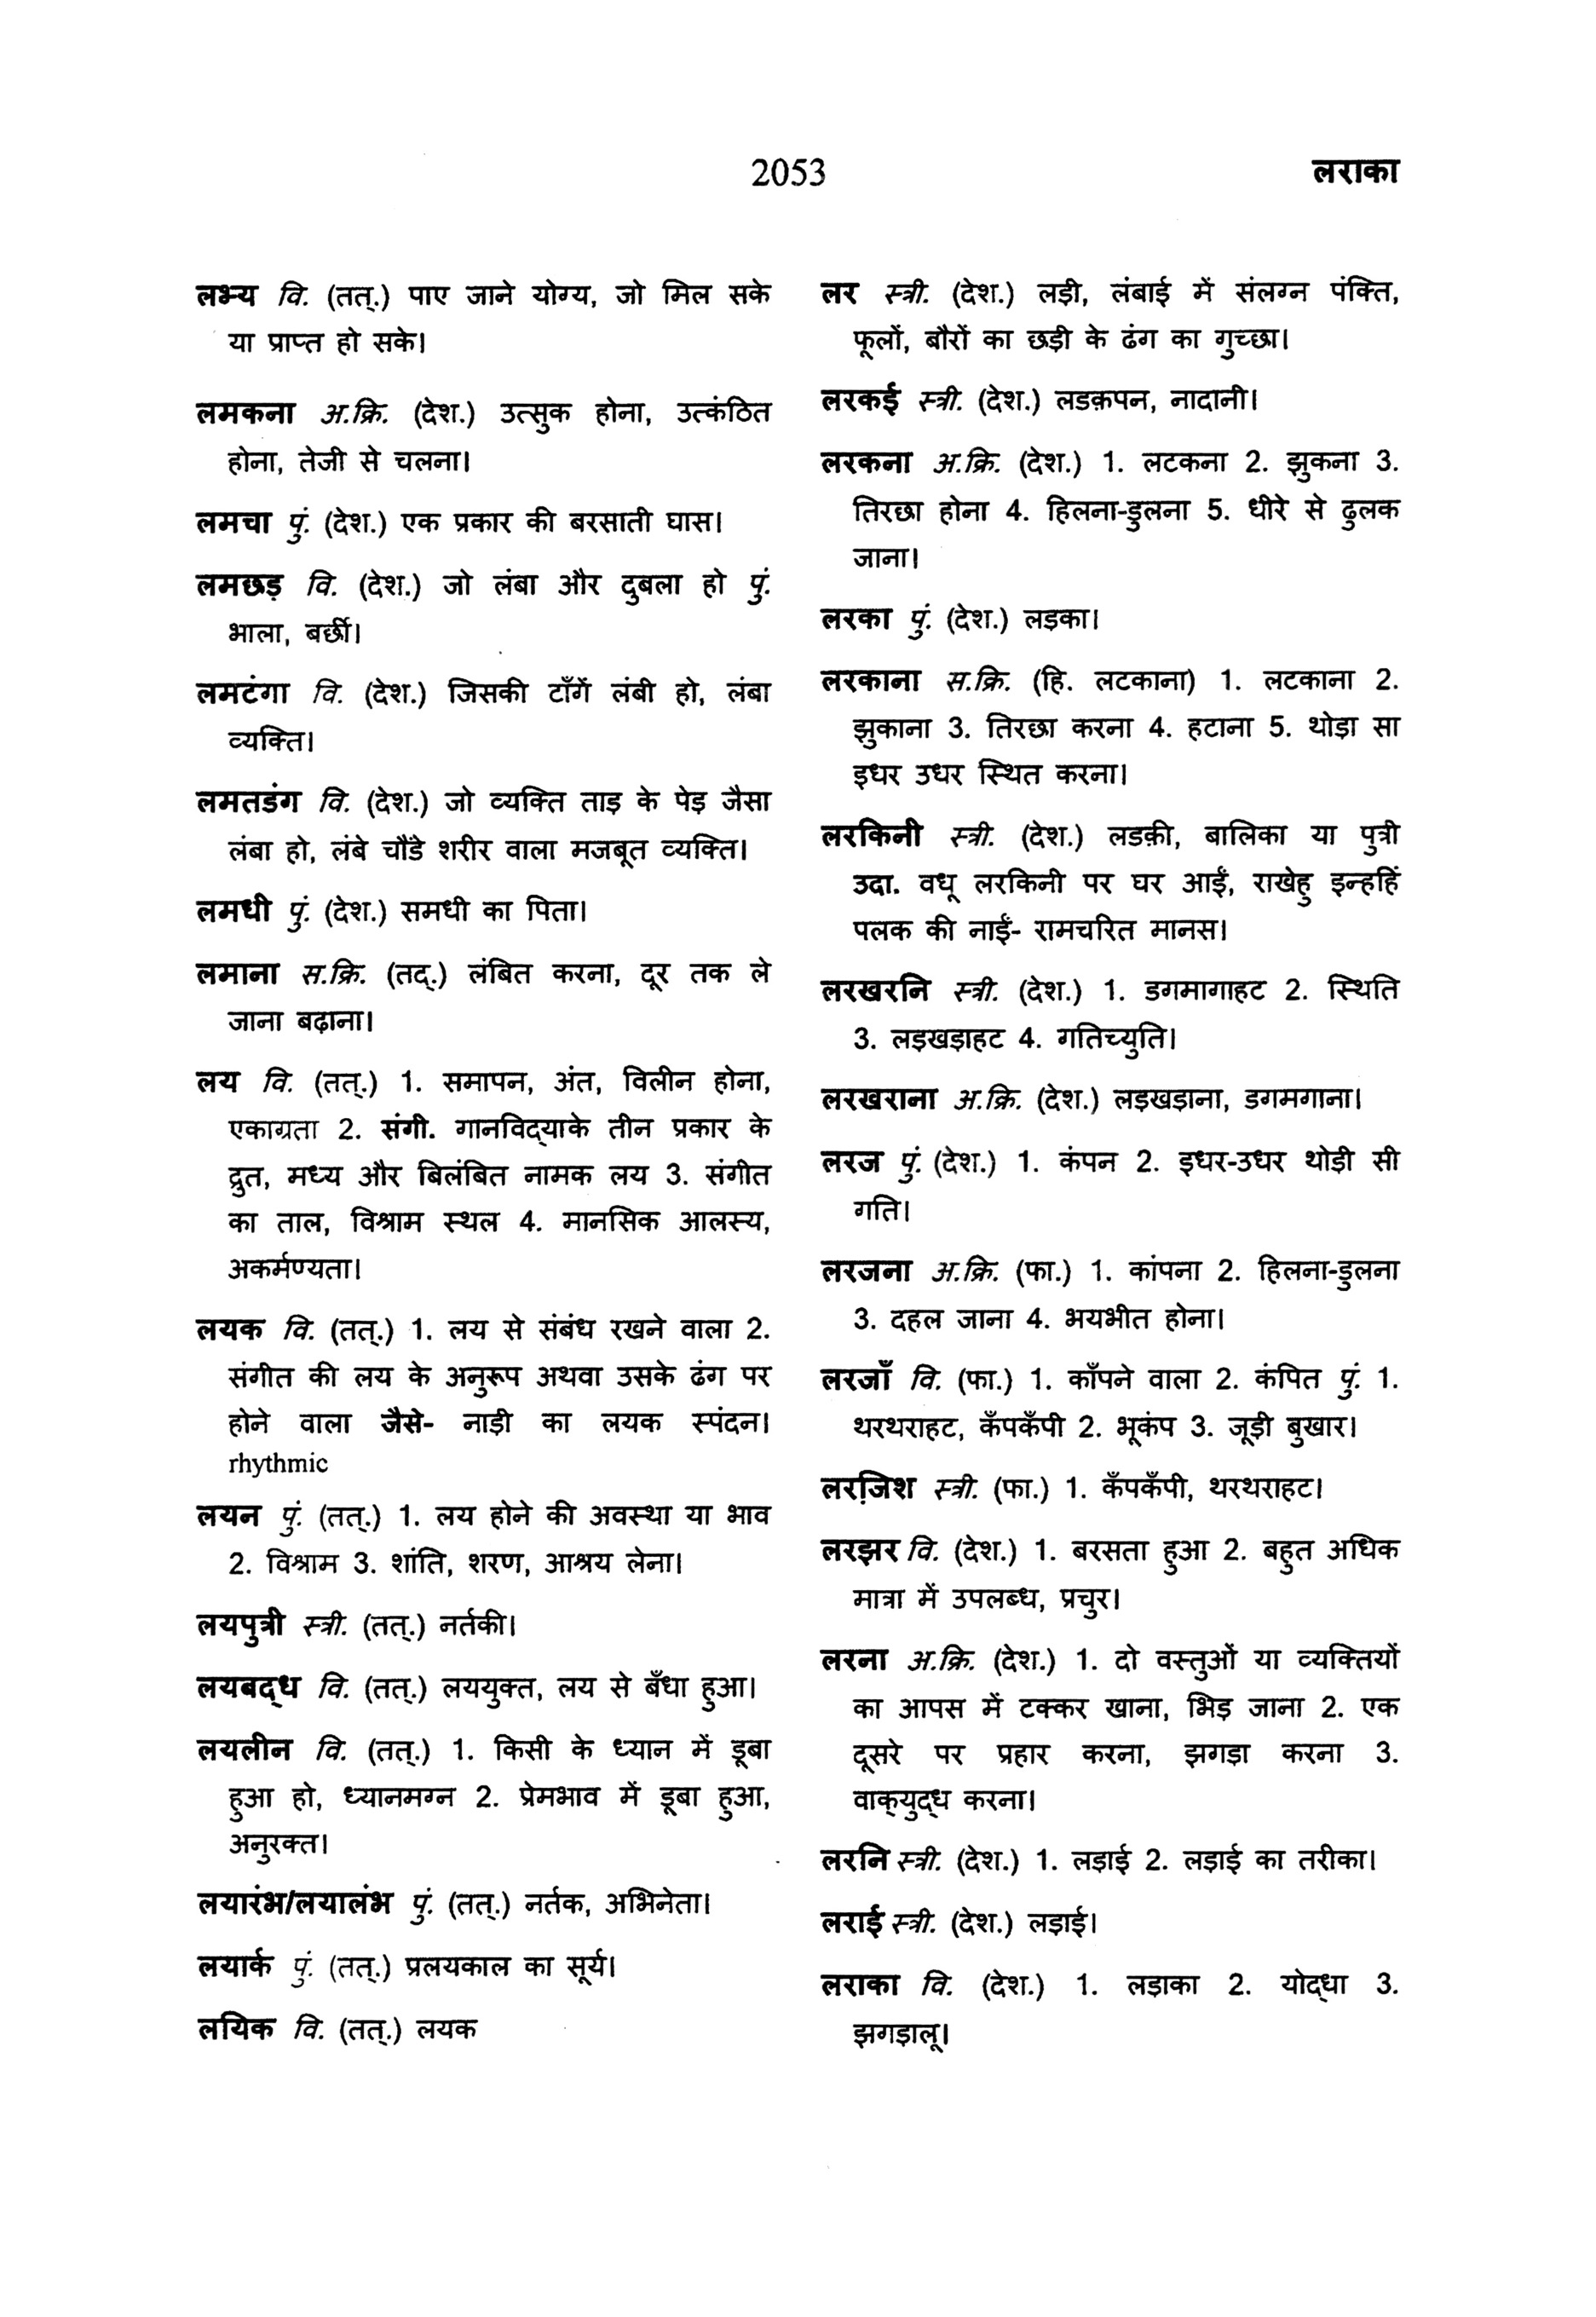 2053
लराका
लभ्य वि. (तत्.) पाए जाने योग्य, जो मिल सके
या प्राप्त हो सके।
लमकना अ.क्रि. (देश.) उत्सुक होना, उत्कंठित
होना, तेजी से चलना।
लमचा पुं. (देश.) एक प्रकार की बरसाती घास।
लमछड़ वि. (देश.) जो लंबा और दुबला हो पुं.
भाला, बर्छी।
लमटंगा वि. (देश.) जिसकी टाँगें लंबी हो, लंबा
व्यक्ति।
लमतडंग वि. (देश.) जो व्यक्ति ताड़ के पेड़ जैसा
लंबा हो, लंबे चौंडे शरीर वाला मजबूत व्यक्ति।
लमधी पुं. (देश.) समधी का पिता।
लमाना स.क्रि. (तद्.) लंबित करना, दूर तक ले
जाना बढ़ाना।
लय वि. (तत्.) 1. समापन, अंत, विलीन होना,
एकाग्रता 2. संगी. गानविद्‌याके तीन प्रकार के
द्रुत, मध्य और बिलंबित नामक लय 3. संगीत
का ताल, विश्राम स्थल 4. मानसिक आलस्य,
अकर्मण्यता।
लयक वि. (तत्.) 1. लय से संबंध रखने वाला 2.
संगीत की लय के अनुरूप अथवा उसके ढंग पर
होने वाला जैसे- नाड़ी का लयक स्पंदन।
rhythmic
लयन पुं. (तत्.) 1. लय होने की अवस्था या भाव
2. विश्राम 3. शांति, शरण, आश्रय लेना।
लयपुत्री स्त्री. (तत्.) नर्तकी।
लयबद्‌ध वि. (तत्.) लययुक्त, लय से बँधा हुआ।
लयलीन वि. (तत्.) 1. किसी के ध्यान में डूबा
हुआ हो, ध्यानमग्न 2. प्रेमभाव में डूबा हुआ,
अनुरक्त।
लयारंभ/लयालंभ पुं. (तत्.) नर्तक, अभिनेता।
लयार्क पुं. (तत्.) प्रलयकाल का सूर्य।
लयिक वि. (तत्.) लयक
लर स्त्री. (देश.) लड़ी, लंबाई में संलग्न पंक्ति,
फूलों, बौरों का छड़ी के ढंग का गुच्छा।
लरकई स्त्री. (देश.) लडक़पन, नादानी।
लरकना अ.क्रि. (देश.) 1. लटकना 2. झुकना 3.
तिरछा होना 4. हिलना-डुलना 5. धीरे से ढुलक
जाना।
लरका पुं. (देश.) लड़का।
लरकाना स.क्रि. (हि. लटकाना) 1. लटकाना 2.
झुकाना 3. तिरछा करना 4. हटाना 5. थोड़ा सा
इधर उधर स्थित करना।
लरकिनी स्त्री. (देश.) लडक़ी, बालिका या पुत्री
उदा. वधू लरकिनी पर घर आईं, राखेहु इन्हहिं
पलक की नाईं- रामचरित मानस।
लरखरनि स्त्री. (देश.) 1. डगमागाहट 2. स्थिति
3. लड़खड़ाहट 4. गतिच्युति।
लरखराना अ.क्रि. (देश.) लड़खड़ाना, डगमगाना।
लरज पुं. (देश.) 1. कंपन 2. इधर-उधर थोड़ी सी
गति।
लरजना अ.क्रि. (फा.) 1. कांपना 2. हिलना-डुलना
3. दहल जाना 4. भयभीत होना।
लरजाँ वि. (फा.) 1. काँपने वाला 2. कंपित पुं. 1.
थरथराहट, कँपकँपी 2. भूकंप 3. जूड़ी बुखार।
लरज़िश स्त्री. (फा.) 1. कँपकँपी, थरथराहट।
लरझर वि. (देश.) 1. बरसता हुआ 2. बहुत अधिक
मात्रा में उपलब्ध, प्रचुर।
लरना अ.क्रि. (देश.) 1. दो वस्तुओं या व्यक्तियों
का आपस में टक्कर खाना, भिड़ जाना 2. एक
दूसरे पर प्रहार करना, झगड़ा करना 3.
वाक्‌युद्‌ध करना।
लरनि स्त्री. (देश.) 1. लड़ाई 2. लड़ाई का तरीका।
लराई स्त्री. (देश.) लड़ाई।
लराका वि. (देश.) 1. लड़ाका 2. योद्‌धा 3.
झगड़ालू।